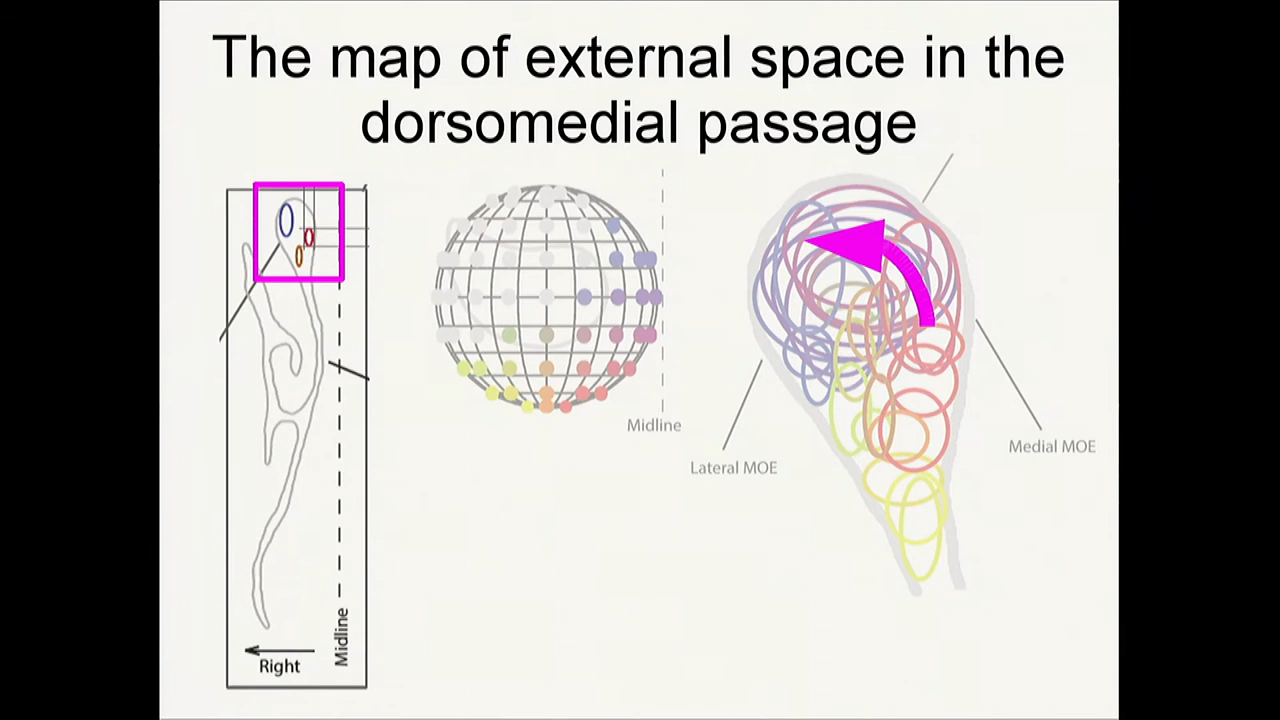 The map of external space in the
dorsomedial passage
Midline
Right
Midline
Lateral MOE
Medial MOE